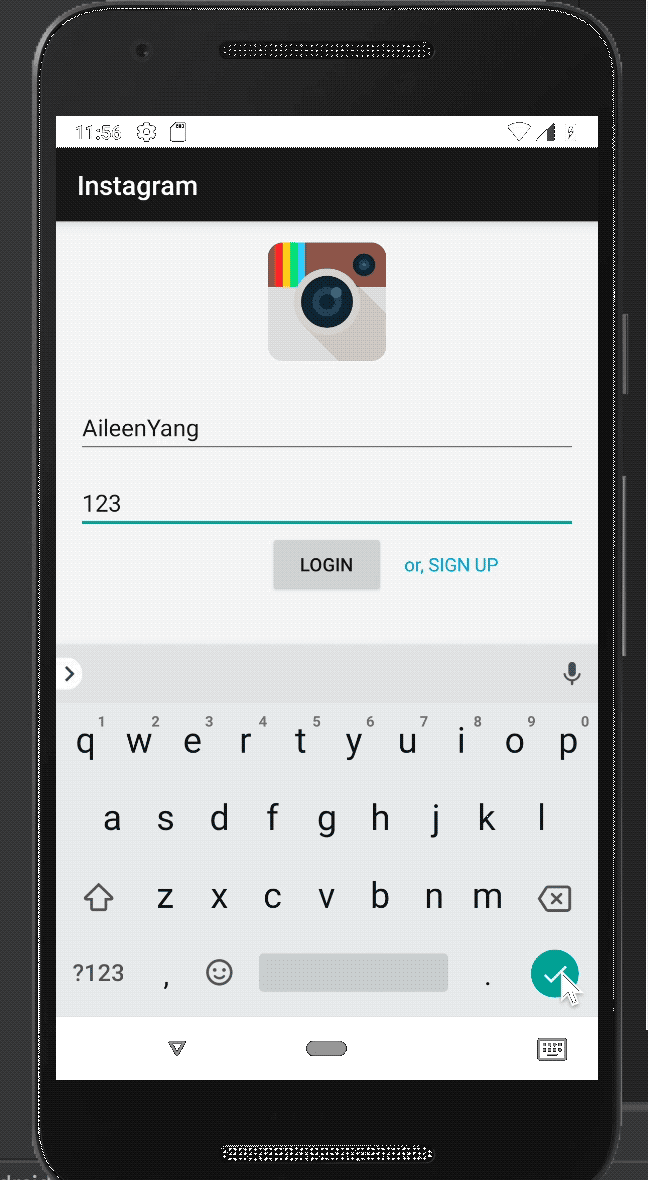 11:56
Instagram
AileenYang
123
LOGIN or, SIGN UP
1 2 3 4 5 6 7 8 9 0
q w e r t y u i o p
a s d f g h j k l
z x c v b n m
?123 , .